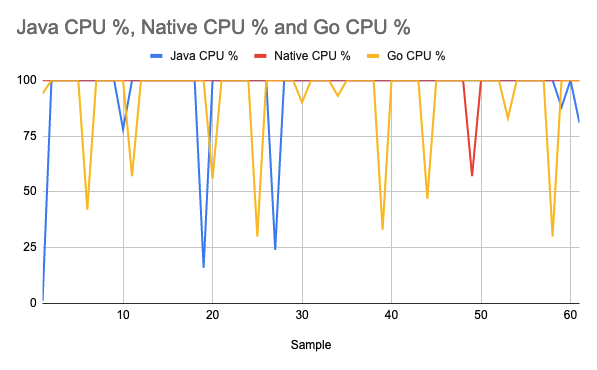 Java CPU %, Native CPU % and Go CPU %
Java CPU % Native CPU % Go CPU %
100
75
50
25
0
10 20 30 40 50 60
Sample